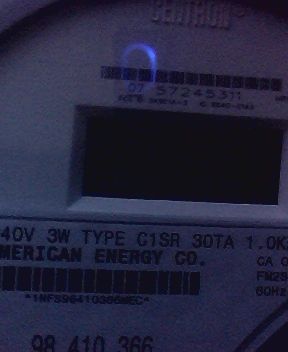 CENTRON®
07 57245311
40V 3W TYPE C1SR 30TA 1.0K
MERICAN ENERGY CO.
CA 0
FM2S
60Hz
*1NFS98410366MEC*
98 410 366